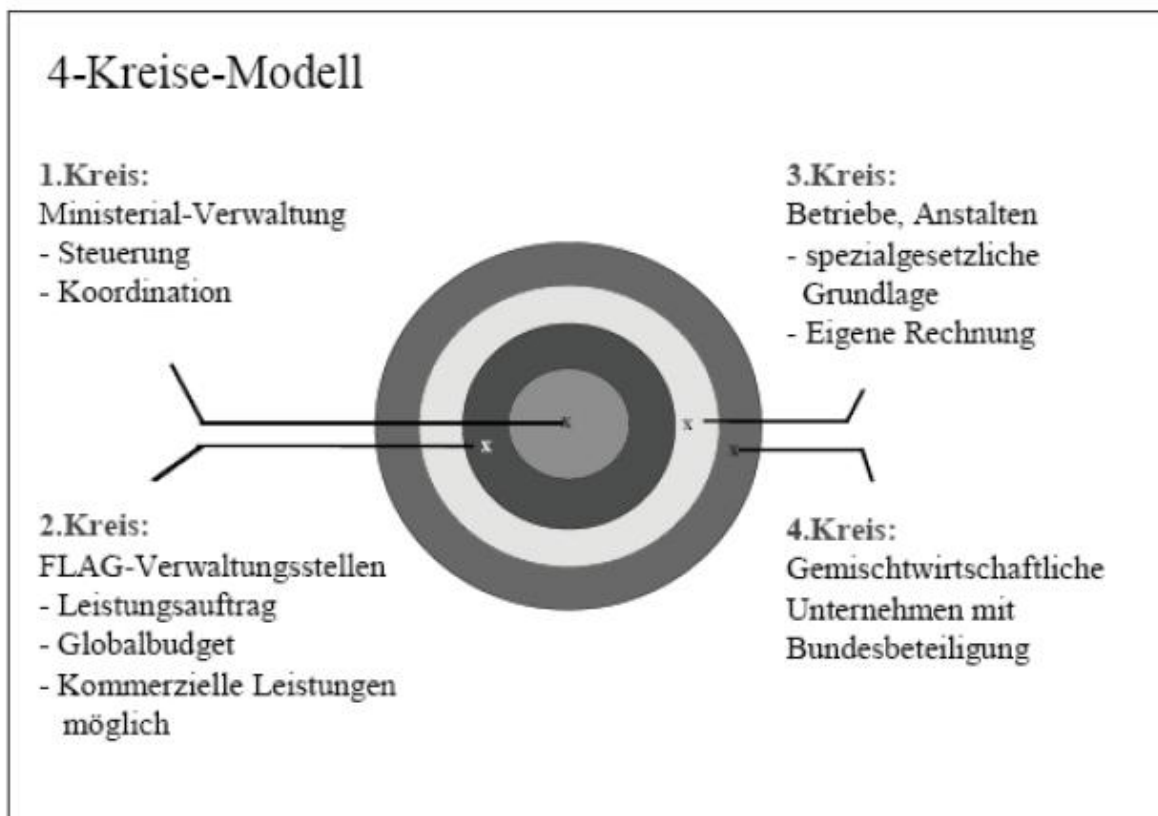 4-Kreise-Modell
1.Kreis:
Ministerial-Verwaltung
- Steuerung
- Koordination
2.Kreis:
FLAG-Verwaltungsstellen
- Leistungsauftrag
- Globalbudget
- Kommerzielle Leistungen
möglich
3.Kreis:
Betriebe, Anstalten
- spezialgesetzliche
Grundlage
- Eigene Rechnung
4.Kreis:
Gemischtwirtschaftliche
Unternehmen mit
Bundesbeteiligung
x
x
x
x